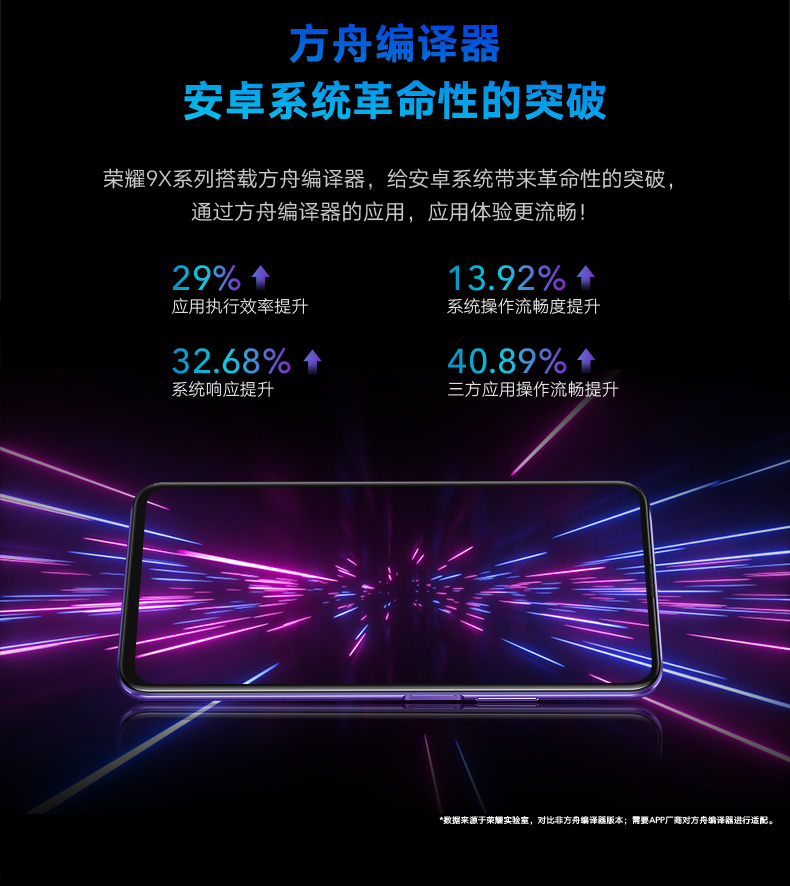 方舟编译器
安卓系统革命性的突破
荣耀9X系列搭载方舟编译器，给安卓系统带来革命性的突破，
通过方舟编译器的应用，应用体验更流畅！
29%
应用执行效率提升
13.92%
系统操作流畅度提升
32.68%
系统响应提升
40.89%
三方应用操作流畅提升
*数据来源于荣耀实验室，对比非方舟编译器版本；需要APP厂商对方舟编译器进行适配。